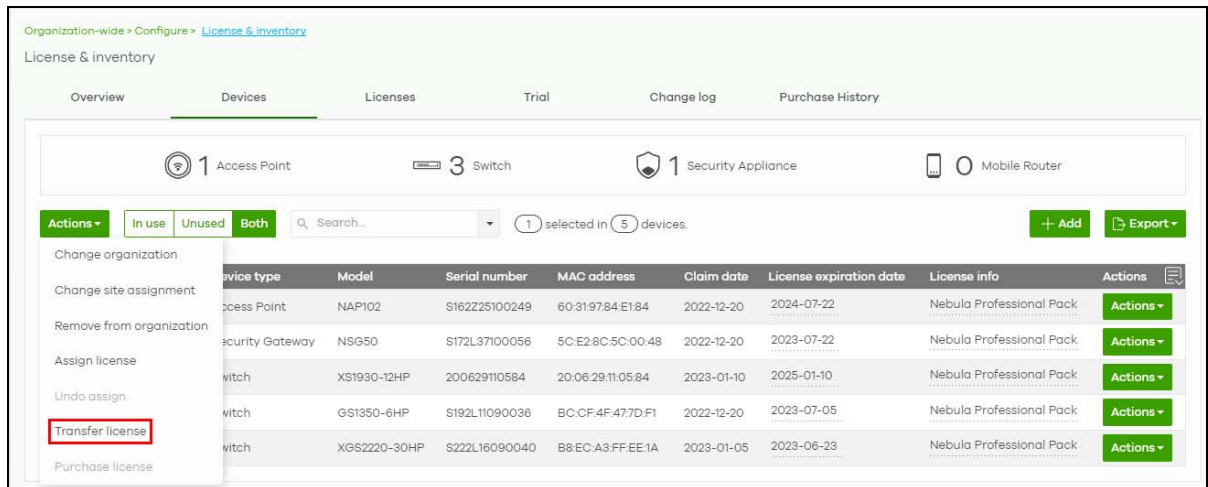 Organization-wide > Configure > License & inventory
License & inventory
Overview Devices Licenses Trial Change log Purchase History
1 Access Point 3 Switch 1 Security Appliance 0 Mobile Router
Actions In use Unused Both Search... 1 selected in 5 devices. + Add Export
Change organization
Change site assignment
Remove from organization
Assign license
Undo assign
Transfer license
Purchase license
evice type Model Serial number MAC address Claim date License expiration date License info Actions
ccess Point NAP102 S162Z25100249 60:31:97:84:E1:84 2022-12-20 2024-07-22 Nebula Professional Pack Actions
ecurity Gateway NSG50 S172L37100056 5C:E2:8C:5C:00:48 2022-12-20 2023-07-22 Nebula Professional Pack Actions
witch XS1930-12HP 200629110584 20:06:29:11:05:84 2023-01-10 2025-01-10 Nebula Professional Pack Actions
witch GS1350-6HP S192L11090036 BC:CF:4F:47:7D:F1 2022-12-20 2023-07-05 Nebula Professional Pack Actions
witch XGS2220-30HP S222L16090040 B8:EC:A3:FF:EE:1A 2023-01-05 2023-06-23 Nebula Professional Pack Actions